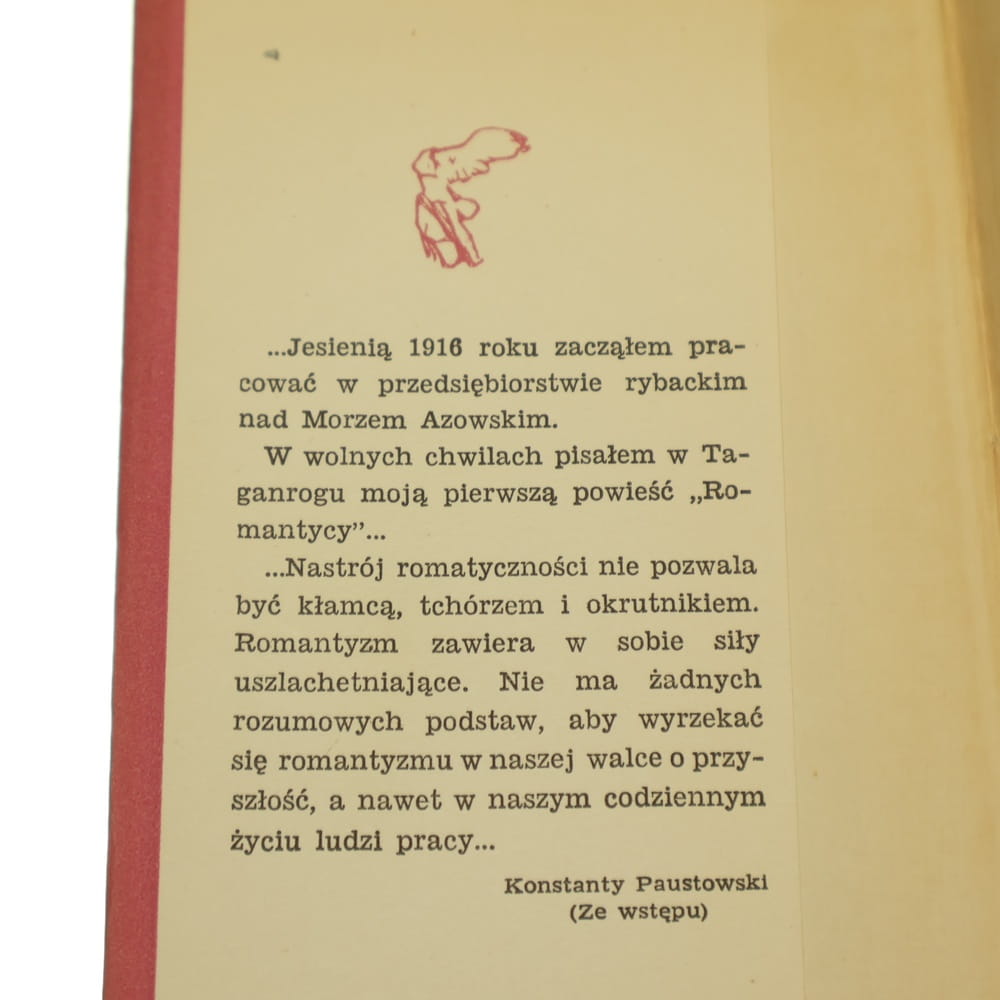 ...Jesienią 1916 roku zacząłem pra-
cować w przedsiębiorstwie rybackim
nad Morzem Azowskim.
W wolnych chwilach pisałem w Ta-
ganrogu moją pierwszą powieść „Ro-
mantycy”...
...Nastrój romatyczności nie pozwala
być kłamcą, tchórzem i okrutnikiem.
Romantyzm zawiera w sobie siły
uszlachetniające. Nie ma żadnych
rozumowych podstaw, aby wyrzekać
się romantyzmu w naszej walce o przy-
szłość, a nawet w naszym codziennym
życiu ludzi pracy...
Konstanty Paustowski
(Ze wstępu)